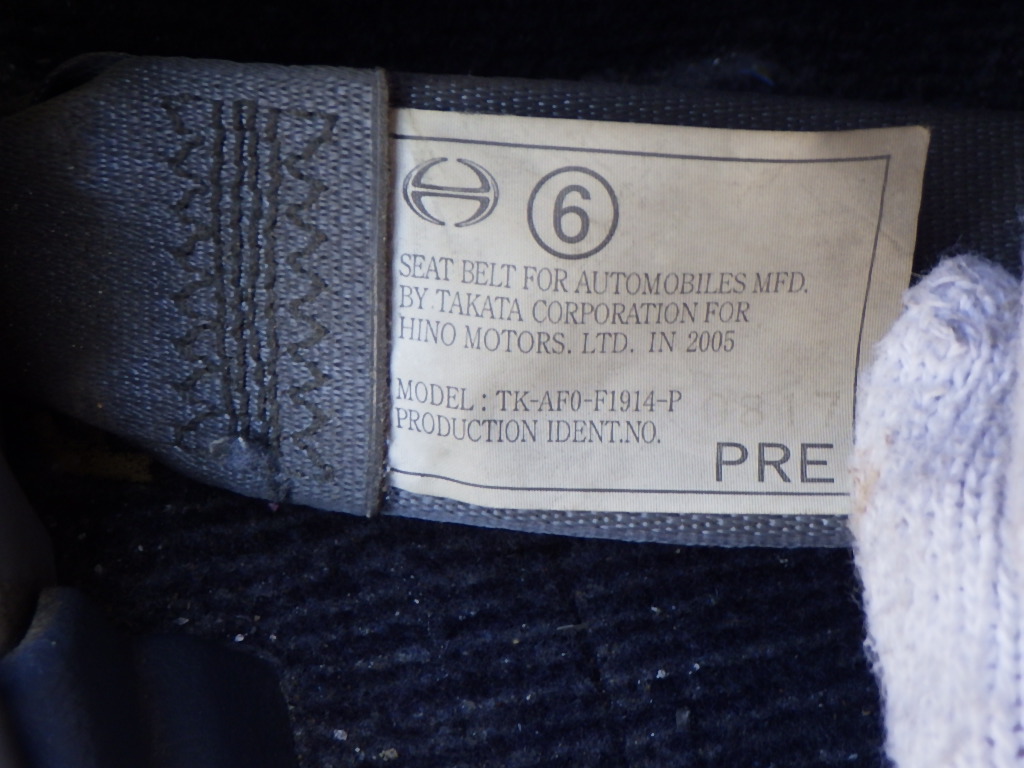 6
SEAT BELT FOR AUTOMOBILES MFD.
BY TAKATA CORPORATION FOR
HINO MOTORS. LTD. IN 2005
MODEL : TK-AF0-F1914-P
PRODUCTION IDENT.NO.
PRE